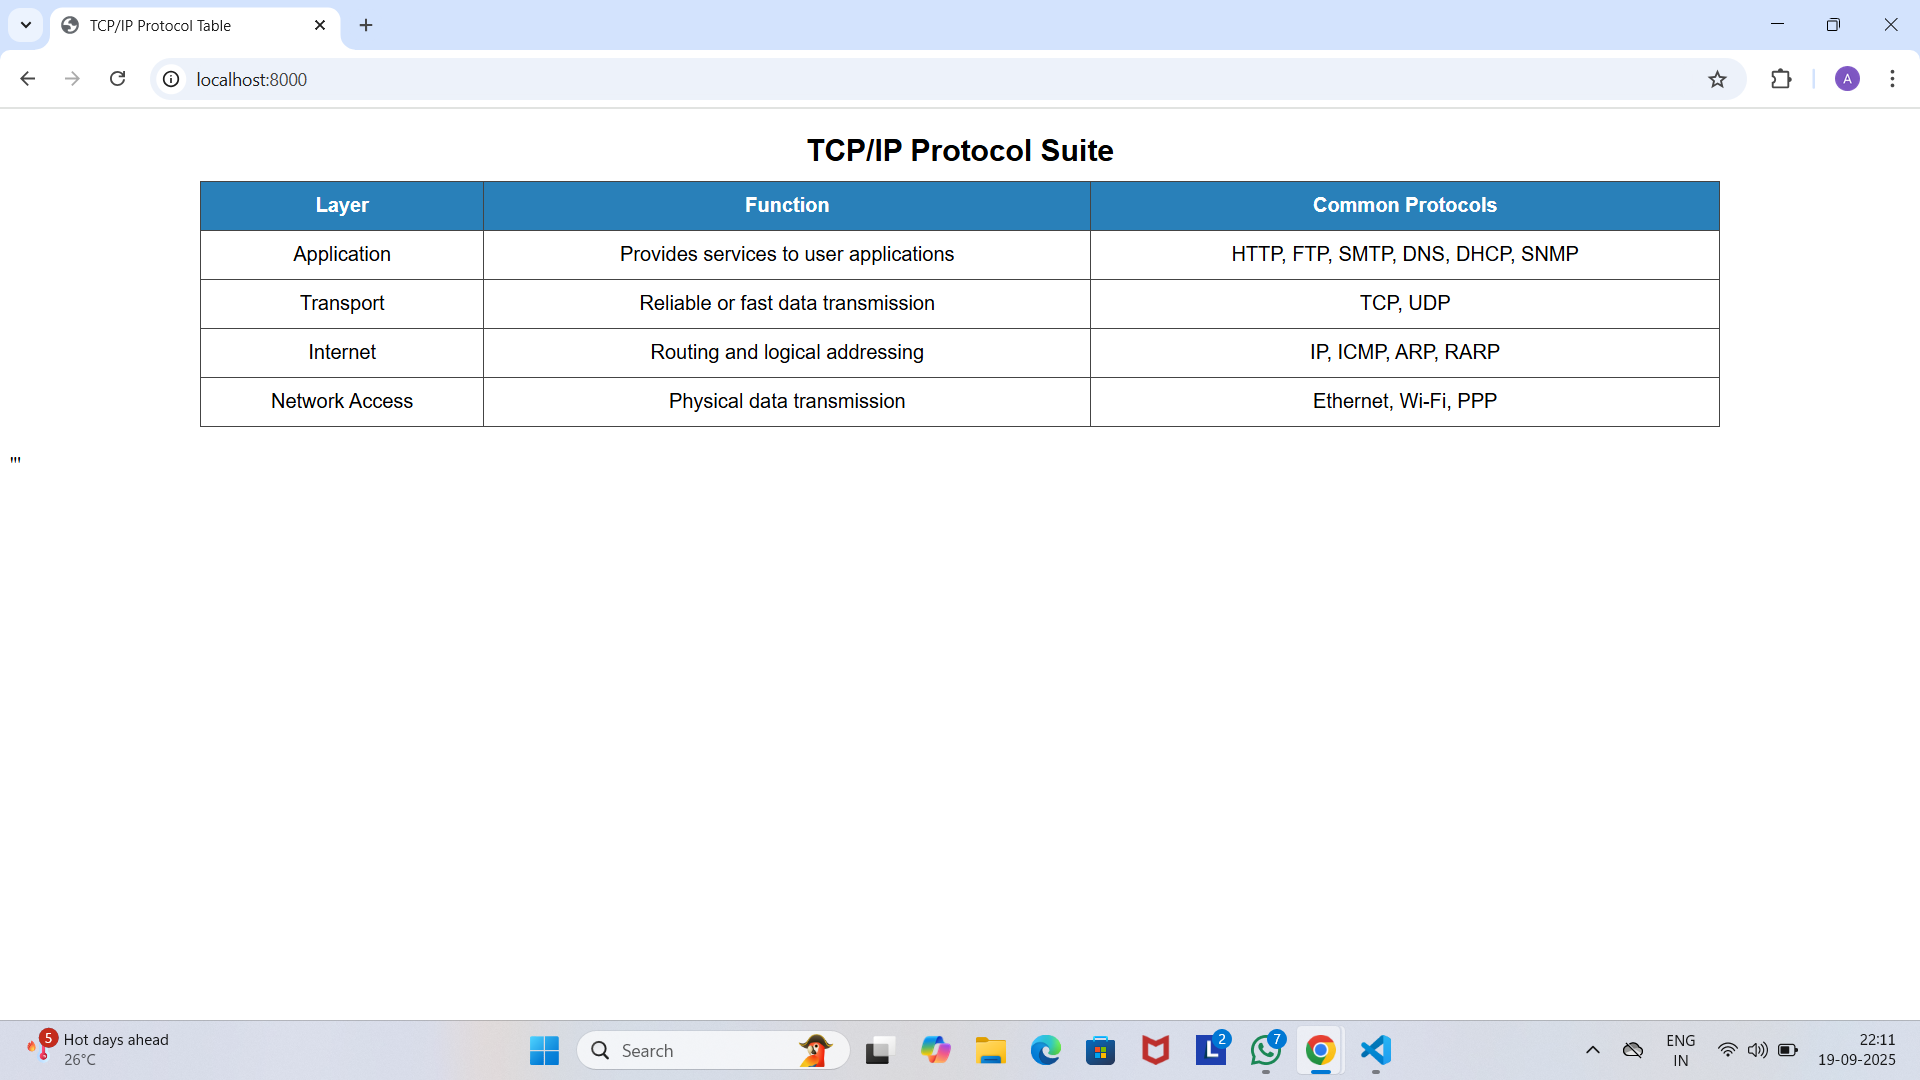 TCP/IP Protocol Table
localhost:8000
A
TCP/IP Protocol Suite
Layer Function Common Protocols
Application Provides services to user applications HTTP, FTP, SMTP, DNS, DHCP, SNMP
Transport Reliable or fast data transmission TCP, UDP
Internet Routing and logical addressing IP, ICMP, ARP, RARP
Network Access Physical data transmission Ethernet, Wi-Fi, PPP
'''
5
Hot days ahead
26°C
Search
L 2
7
ENG
IN
22:11
19-09-2025